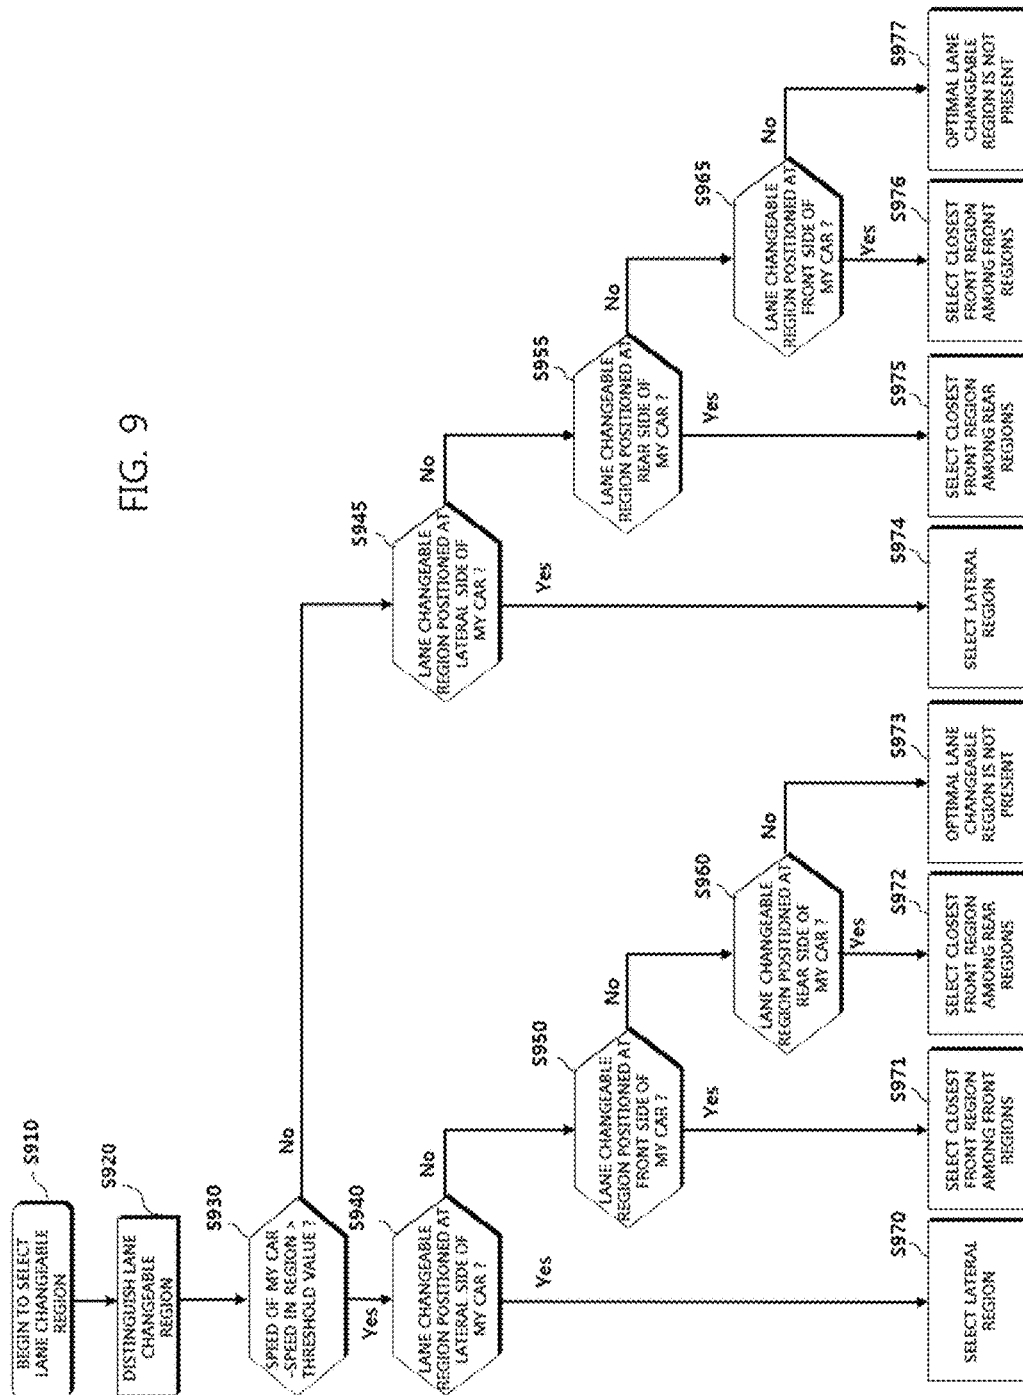 FIG. 9
S910
BEGIN TO SELECT
LANE CHANGEABLE
REGION
S920
DISTINGUISH LANE
CHANGEABLE
REGION
S930
SPEED OF MY CAR
-SPEED IN REGION >
THRESHOLD VALUE ?
No
Yes
S940
LANE CHANGEABLE
REGION POSITIONED AT
LATERAL SIDE OF
MY CAR ?
No
Yes
S945
LANE CHANGEABLE
REGION POSITIONED AT
LATERAL SIDE OF
MY CAR ?
No
Yes
S950
LANE CHANGEABLE
REGION POSITIONED AT
FRONT SIDE OF
MY CAR ?
No
Yes
S955
LANE CHANGEABLE
REGION POSITIONED AT
REAR SIDE OF
MY CAR ?
No
Yes
S960
LANE CHANGEABLE
REGION POSITIONED AT
REAR SIDE OF
MY CAR ?
No
Yes
S965
LANE CHANGEABLE
REGION POSITIONED AT
FRONT SIDE OF
MY CAR ?
No
Yes
S970
SELECT LATERAL
REGION
S971
SELECT CLOSEST
FRONT REGION
AMONG FRONT
REGIONS
S972
SELECT CLOSEST
FRONT REGION
AMONG REAR
REGIONS
S973
OPTIMAL LANE
CHANGEABLE
REGION IS NOT
PRESENT
S974
SELECT LATERAL
REGION
S975
SELECT CLOSEST
FRONT REGION
AMONG REAR
REGIONS
S976
SELECT CLOSEST
FRONT REGION
AMONG FRONT
REGIONS
S977
OPTIMAL LANE
CHANGEABLE
REGION IS NOT
PRESENT